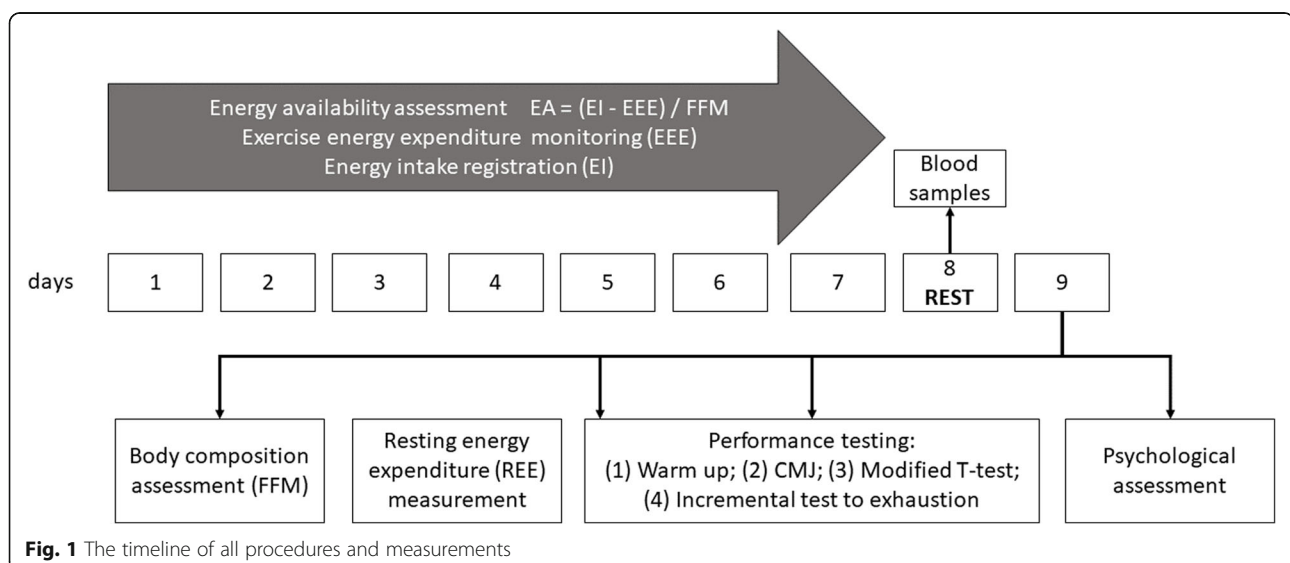 Energy availability assessment EA = (EI - EEE) / FFM
Exercise energy expenditure monitoring (EEE)
Energy intake registration (EI)
Blood
samples
days
1
2
3
4
5
6
7
8
REST
9
Body composition
assessment (FFM)
Resting energy
expenditure (REE)
measurement
Performance testing:
(1) Warm up; (2) CMJ; (3) Modified T-test;
(4) Incremental test to exhaustion
Psychological
assessment
Fig. 1 The timeline of all procedures and measurements